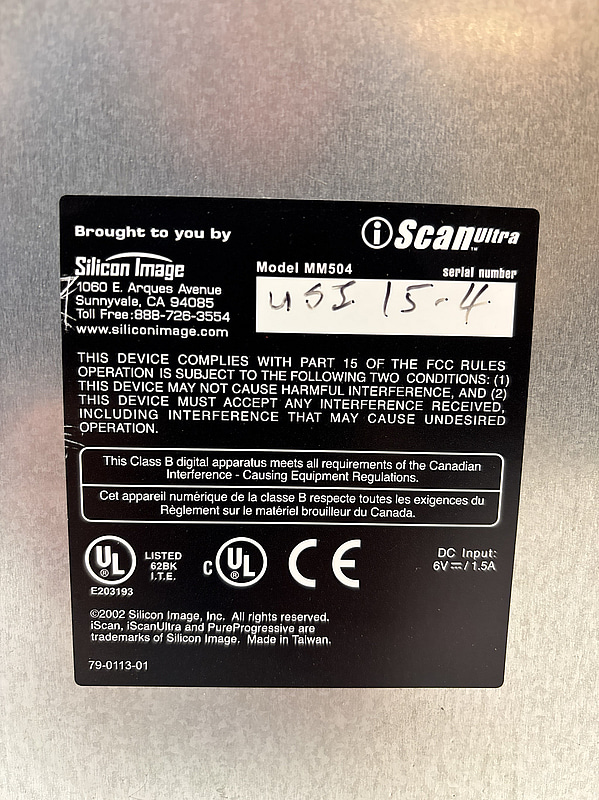 Brought to you by
iScan Ultra™
Silicon Image
1060 E. Arques Avenue
Sunnyvale, CA 94085
Toll Free:888-726-3554
www.siliconimage.com
Model MM504
serial number
USI 15-4
THIS DEVICE COMPLIES WITH PART 15 OF THE FCC RULES
OPERATION IS SUBJECT TO THE FOLLOWING TWO CONDITIONS: (1)
THIS DEVICE MAY NOT CAUSE HARMFUL INTERFERENCE, AND (2)
THIS DEVICE MUST ACCEPT ANY INTERFERENCE RECEIVED,
INCLUDING INTERFERENCE THAT MAY CAUSE UNDESIRED
OPERATION.
This Class B digital apparatus meets all requirements of the Canadian
Interference - Causing Equipment Regulations.
Cet appareil numérique de la classe B respecte toutes les exigences du
Règlement sur le matériel brouilleur du Canada.
UL
®
LISTED
62BK
I.T.E.
E203193
C UL
®
CE
DC Input:
6V⎓/1.5A
©2002 Silicon Image, Inc. All rights reserved.
iScan, iScanUltra and PureProgressive are
trademarks of Silicon Image. Made in Taiwan.
79-0113-01